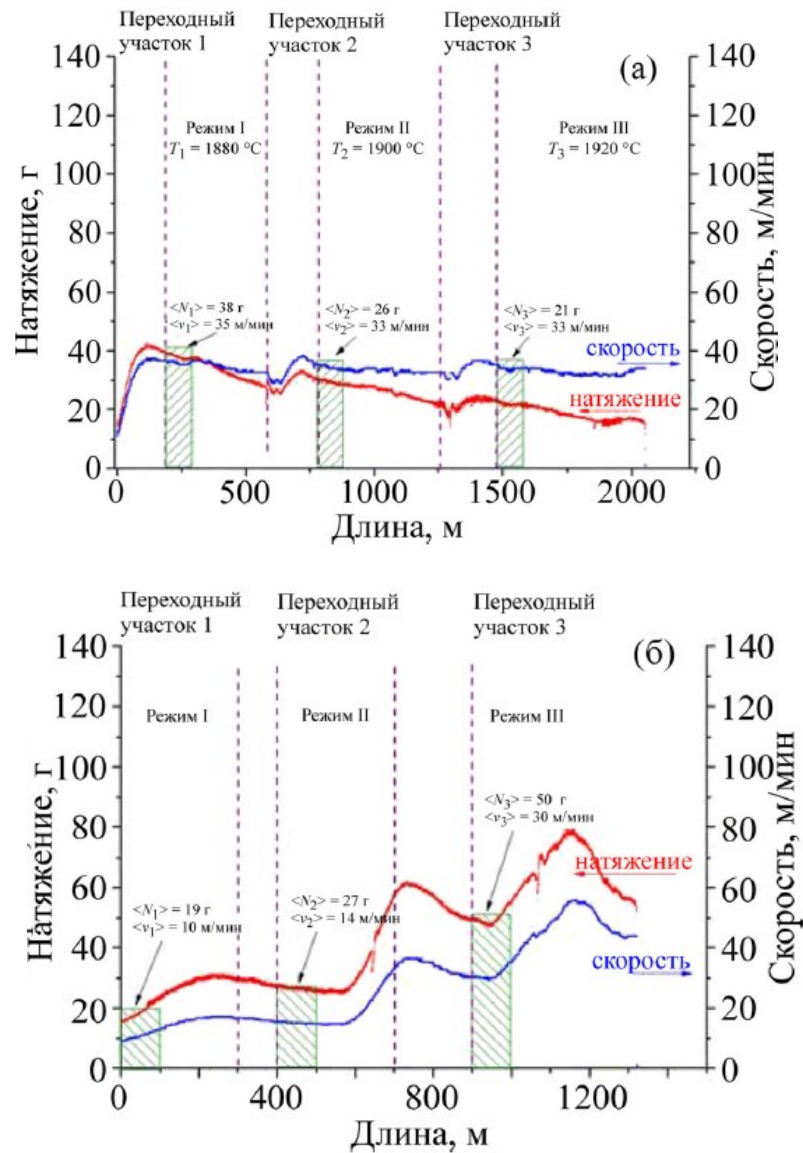 Переходный
участок 1
Переходный
участок 2
Переходный
участок 3
(а)
Режим I
T1 = 1880 °C
Режим II
T2 = 1900 °C
Режим III
T3 = 1920 °C
<N1> = 38 г
<v1> = 35 м/мин
<N2> = 26 г
<v2> = 33 м/мин
<N3> = 21 г
<v3> = 33 м/мин
скорость
натяжение
Натяжение, г
140
120
100
80
60
40
20
0
Скорость, м/мин
140
120
100
80
60
40
20
0
0 500 1000 1500 2000
Длина, м
Переходный
участок 1
Переходный
участок 2
Переходный
участок 3
(б)
Режим I
Режим II
Режим III
<N1> = 19 г
<v1> = 10 м/мин
<N2> = 27 г
<v2> = 14 м/мин
<N3> = 50 г
<v3> = 30 м/мин
натяжение
скорость
Натяжение, г
140
120
100
80
60
40
20
0
Скорость, м/мин
140
120
100
80
60
40
20
0
0 400 800 1200
Длина, м